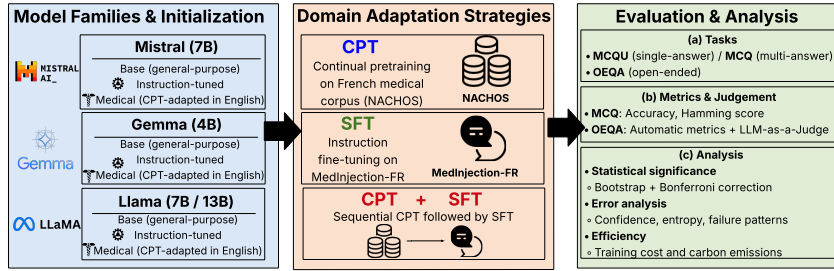 Model Families & Initialization
MISTRAL
AI_
Mistral (7B)
Base (general-purpose)
Instruction-tuned
Medical (CPT-adapted in English)
Gemma
Gemma (4B)
Base (general-purpose)
Instruction-tuned
Medical (CPT-adapted in English)
LLaMA
Llama (7B / 13B)
Base (general-purpose)
Instruction-tuned
Medical (CPT-adapted in English)
Domain Adaptation Strategies
CPT
Continual pretraining
on French medical
corpus (NACHOS)
NACHOS
SFT
Instruction
fine-tuning on
MedInjection-FR
MedInjection-FR
CPT + SFT
Sequential CPT followed by SFT
Evaluation & Analysis
(a) Tasks
• MCQU (single-answer) / MCQ (multi-answer)
• OEQA (open-ended)
(b) Metrics & Judgement
• MCQ: Accuracy, Hamming score
• OEQA: Automatic metrics + LLM-as-a-Judge
(c) Analysis
• Statistical significance
◦ Bootstrap + Bonferroni correction
• Error analysis
◦ Confidence, entropy, failure patterns
• Efficiency
◦ Training cost and carbon emissions